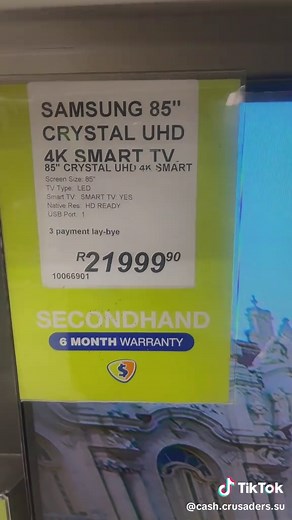 SAMSUNG 85"
CRYSTAL UHD
4K SMART TV
85" CRYSTAL UHD 4K SMART
Screen Size: 85"
TV Type: LED
Smart TV: SMART TV: YES
Native Res: HD READY
USB Port: 1
3 payment lay-bye
R21999.90
10066901
SECONDHAND
6 MONTH WARRANTY
$
TikTok
@cash.crusaders.su